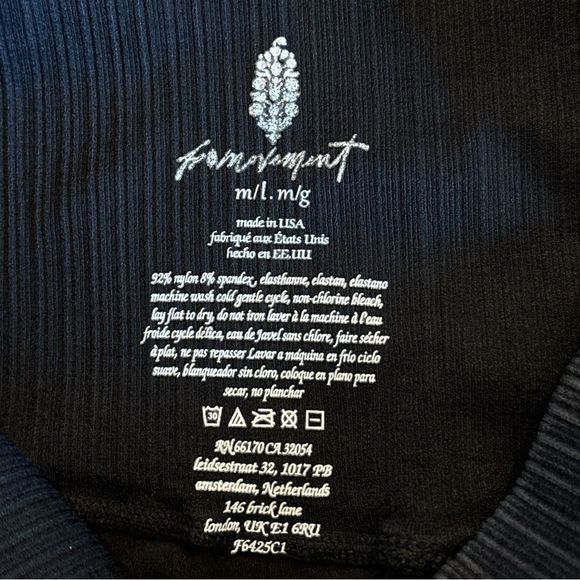 fp movement
m/l . m/g
made in USA
fabriqué aux États Unis
hecho en EE.UU
92% nylon 8% spandex, elasthanne, elastan, elastano
machine wash cold gentle cycle, non-chlorine bleach,
lay flat to dry, do not iron laver à la machine à l'eau
froide cycle délica, eau de Javel sans chlore, faire sécher
à plat, ne pas repasser Lavar a máquina en frío ciclo
suave, blanqueador sin cloro, coloque en plano para
secar, no planchar
30
RN 66170 CA 32054
leidsestraat 32, 1017 PB
amsterdam, Netherlands
146 brick lane
london, UK E1 6RU
F6425C1